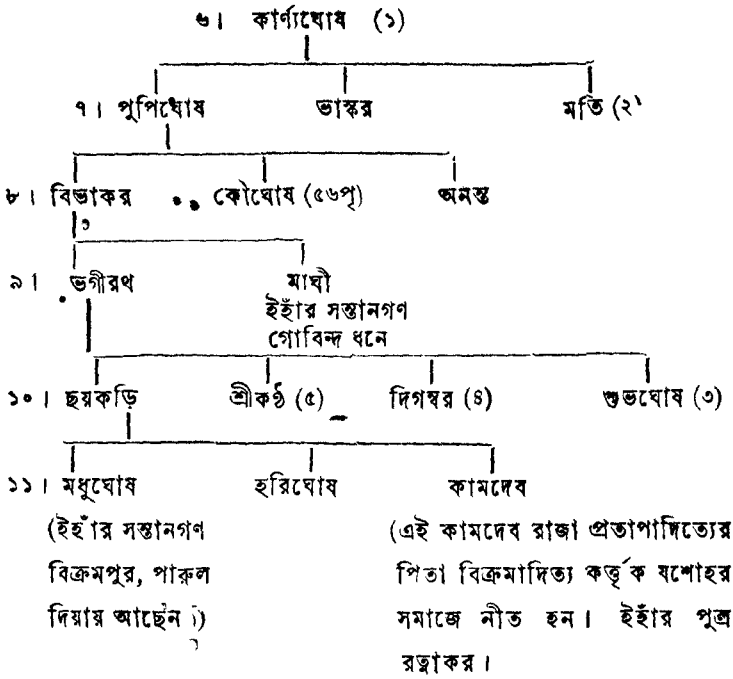 ৬। কার্ণ্যঘোষ (১)
৭। পুপিঘোষ ভাস্কর মতি (২)
৮। বিভাকর কৌঘোষ (৫৬পৃ) অনন্ত
৯। ভগীরথ মাঘী
ইহাঁর সন্তানগণ
গোবিন্দ ধনে
১০। ছয়কড়ি শ্রীকণ্ঠ (৫) দিগম্বর (৪) শুভঘোষ (৩)
১১। মধুঘোষ হরিঘোষ কামদেব
(ইহাঁর সন্তানগণ
বিক্রমপুর, পারুল
দিয়ায় আছেন।)
(এই কামদেব রাজা প্রতাপাদিত্যের
পিতা বিক্রমাদিত্য কর্ত্তৃক যশোহর
সমাজে নীত হন। ইহাঁর পুত্র
রত্নাকর।